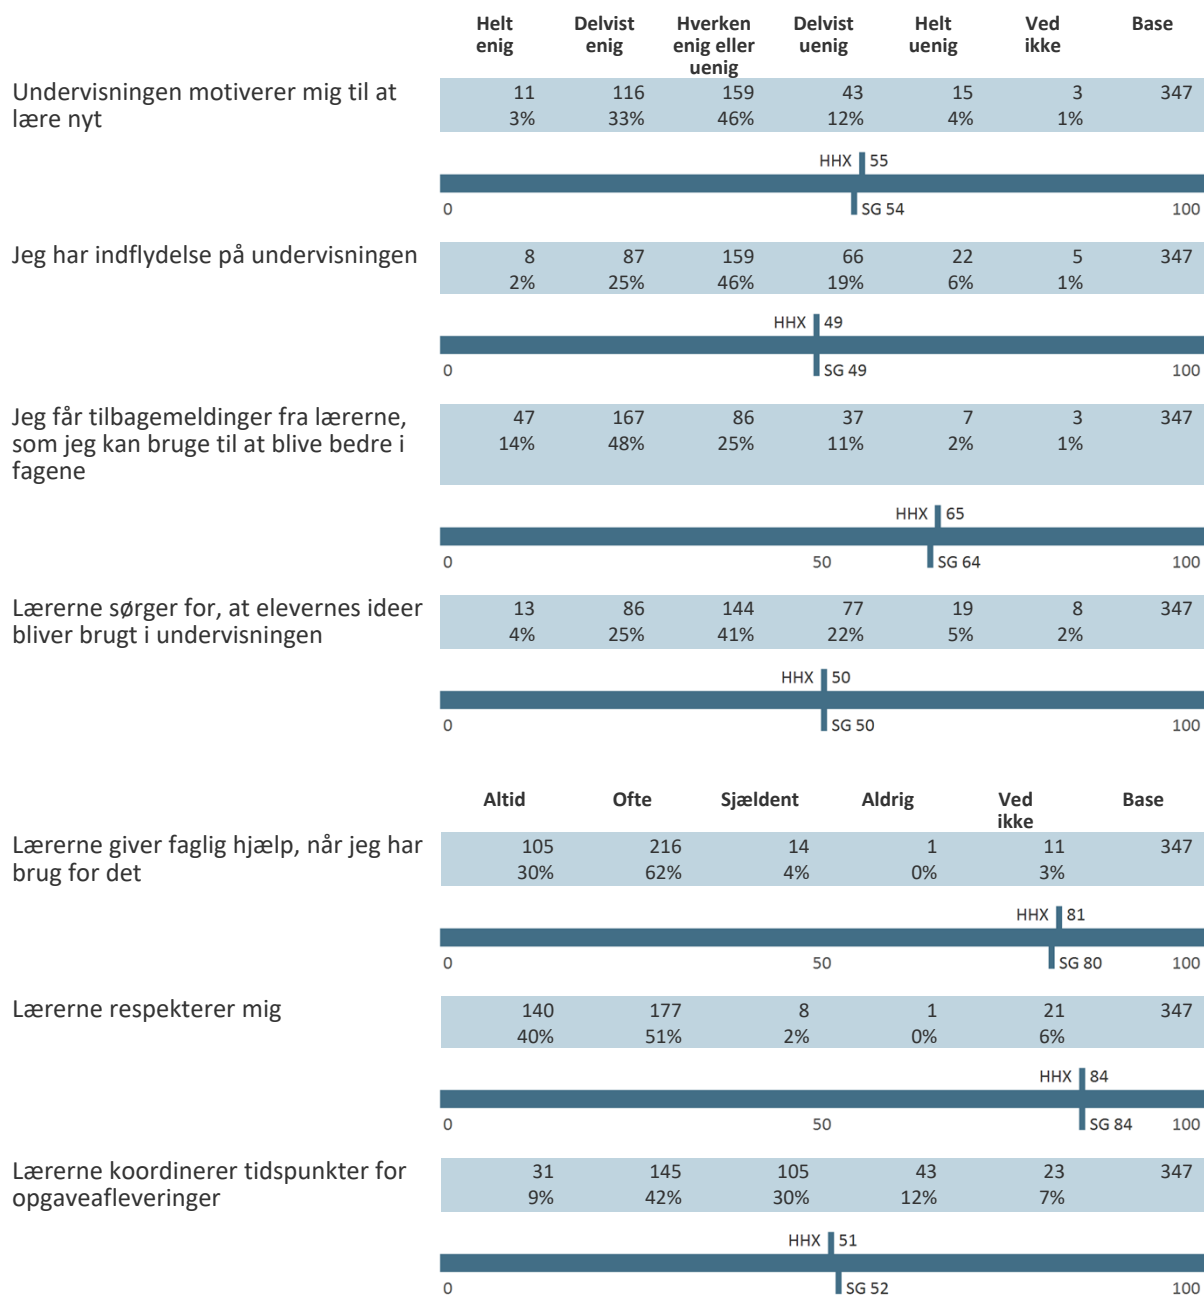 Helt enig Delvist enig Hverken enig eller uenig Delvist uenig Helt uenig Ved ikke Base
Undervisningen motiverer mig til at 11 116 159 43 15 3 347
lære nyt 3% 33% 46% 12% 4% 1%
HHX 55
0 SG 54 100
Jeg har indflydelse på undervisningen 8 87 159 66 22 5 347
2% 25% 46% 19% 6% 1%
HHX 49
0 SG 49 100
Jeg får tilbagemeldinger fra lærerne, 47 167 86 37 7 3 347
som jeg kan bruge til at blive bedre i 14% 48% 25% 11% 2% 1%
fagene
HHX 65
0 50 SG 64 100
Lærerne sørger for, at elevernes ideer 13 86 144 77 19 8 347
bliver brugt i undervisningen 4% 25% 41% 22% 5% 2%
HHX 50
0 SG 50 100
Altid Ofte Sjældent Aldrig Ved ikke Base
Lærerne giver faglig hjælp, når jeg har 105 216 14 1 11 347
brug for det 30% 62% 4% 0% 3%
HHX 81
0 50 SG 80 100
Lærerne respekterer mig 140 177 8 1 21 347
40% 51% 2% 0% 6%
HHX 84
0 50 SG 84 100
Lærerne koordinerer tidspunkter for 31 145 105 43 23 347
opgaveafleveringer 9% 42% 30% 12% 7%
HHX 51
0 SG 52 100